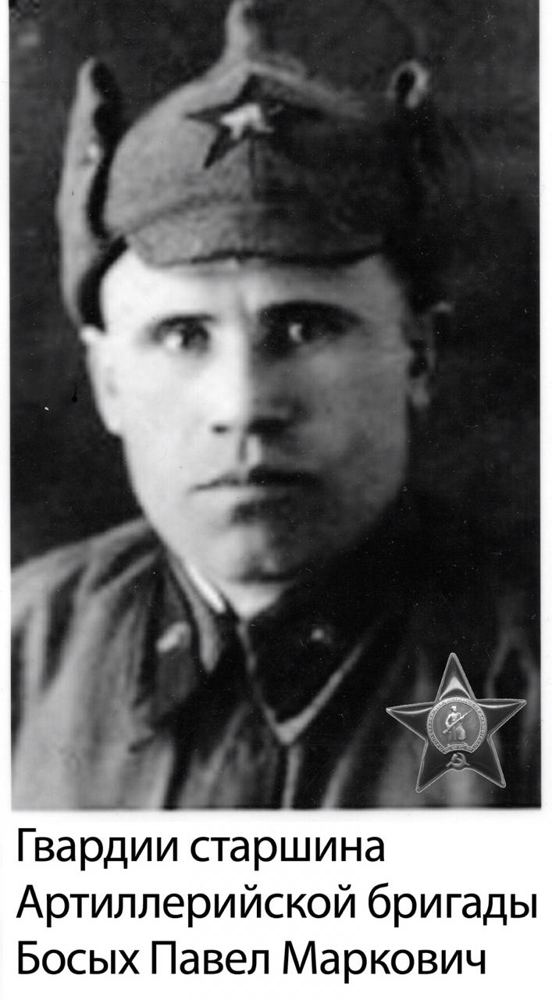 Гвардии старшина
Артиллерийской бригады
Босых Павел Маркович